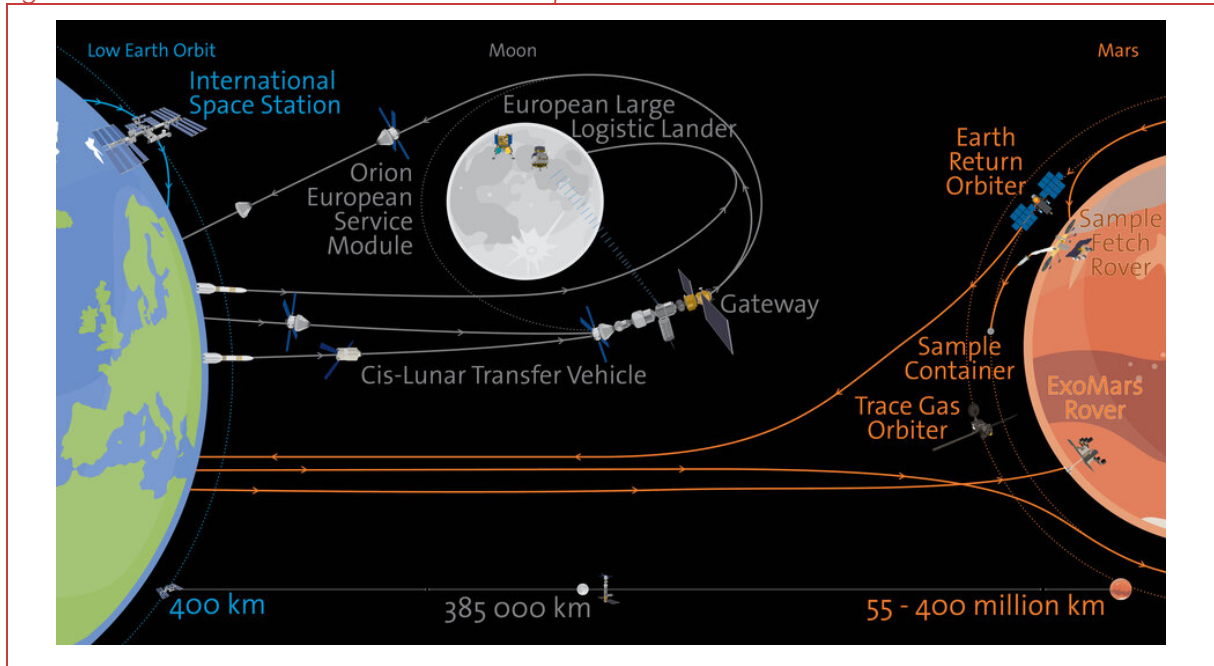 Low Earth Orbit
Moon
Mars
International
Space Station
European Large
Logistic Lander
Orion
European
Service
Module
Earth
Return
Orbiter
Sample
Fetch
Rover
Gateway
Cis-Lunar Transfer Vehicle
Sample
Container
ExoMars
Rover
Trace Gas
Orbiter
400 km
385 000 km
55 - 400 million km